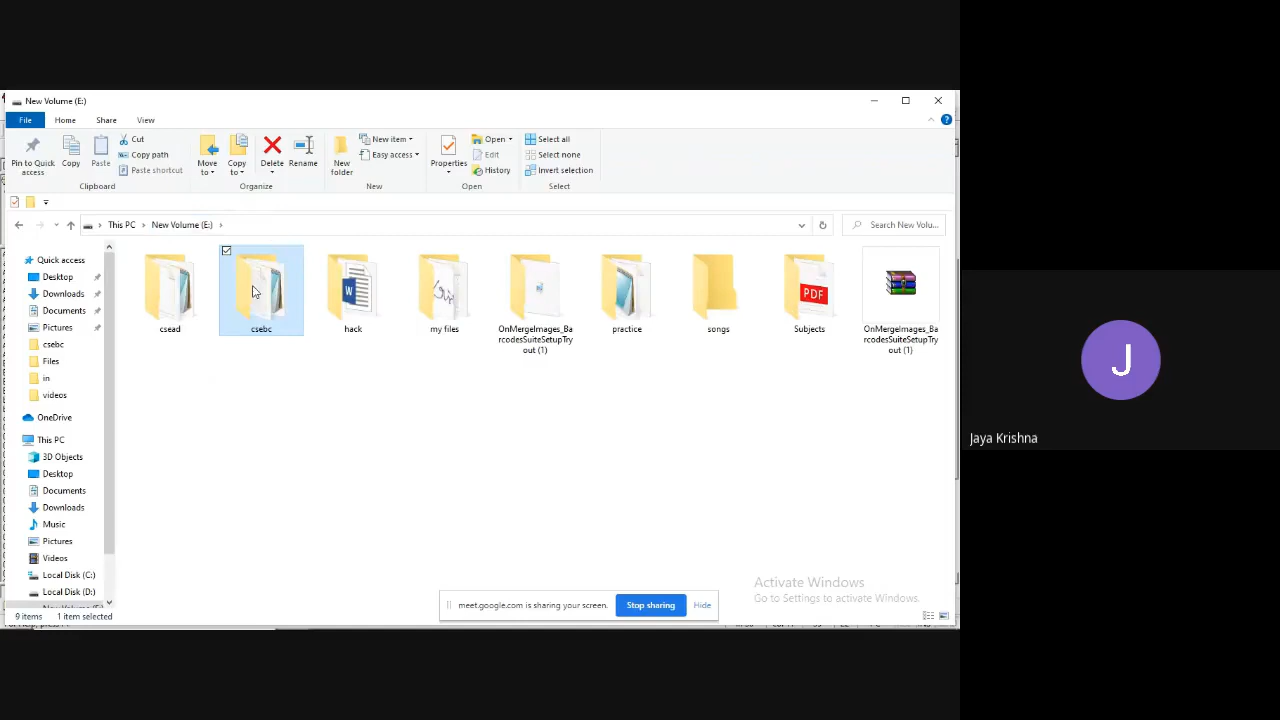 New Volume (E:)
File Home Share View
Pin to Quick access
Copy
Paste
Cut
Copy path
Paste shortcut
Clipboard
Move to
Copy to
Delete
Rename
Organize
New folder
New item
Easy access
New
Properties
Open
Edit
History
Open
Select all
Select none
Invert selection
Select
This PC > New Volume (E:) >
Search New Volu...
Quick access
Desktop
Downloads
Documents
Pictures
csebc
Files
in
videos
OneDrive
This PC
3D Objects
Desktop
Documents
Downloads
Music
Pictures
Videos
Local Disk (C:)
Local Disk (D:)
csead
csebc
hack
my files
OnMergeImages_Ba
rcodesSuiteSetupTry
out (1)
practice
songs
PDF
Subjects
OnMergeImages_Ba
rcodesSuiteSetupTry
out (1)
Activate Windows
Go to Settings to activate Windows.
meet.google.com is sharing your screen. Stop sharing Hide
9 items 1 item selected
J
Jaya Krishna